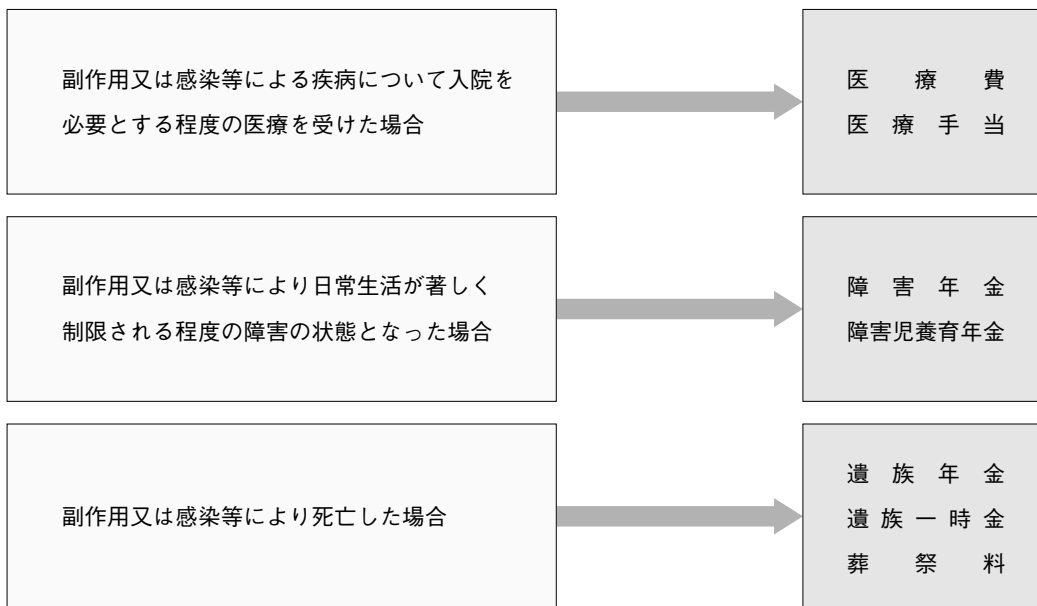 副作用又は感染等による疾病について入院を
必要とする程度の医療を受けた場合
医療費
医療手当
副作用又は感染等により日常生活が著しく
制限される程度の障害の状態となった場合
障害年金
障害児養育年金
副作用又は感染等により死亡した場合
遺族年金
遺族一時金
葬祭料